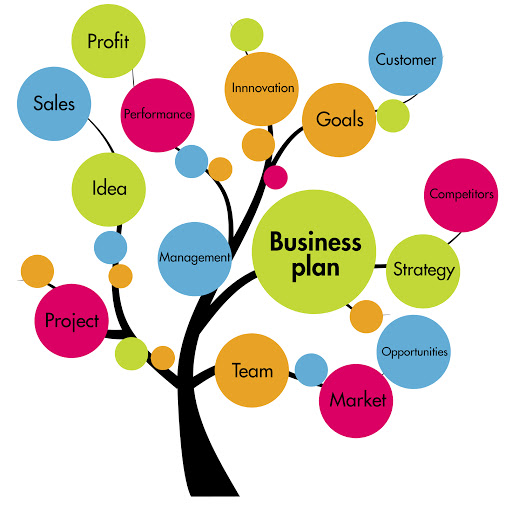 Profit
Customer
Innnovation
Sales
Performance
Goals
Idea
Competitors
Business
plan
Management
Strategy
Project
Opportunities
Team
Market